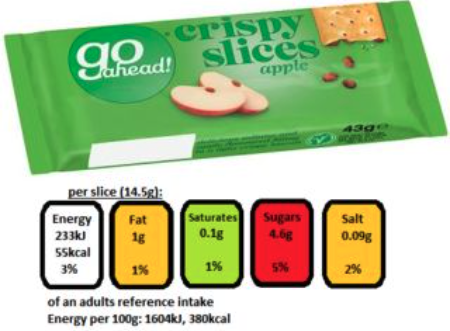 go
ahead!
crispy
slices
apple
43g e
per slice (14.5g):
Energy
233kJ
55kcal
3%
Fat
1g
1%
Saturates
0.1g
1%
Sugars
4.6g
5%
Salt
0.09g
2%
of an adults reference intake
Energy per 100g: 1604kJ, 380kcal